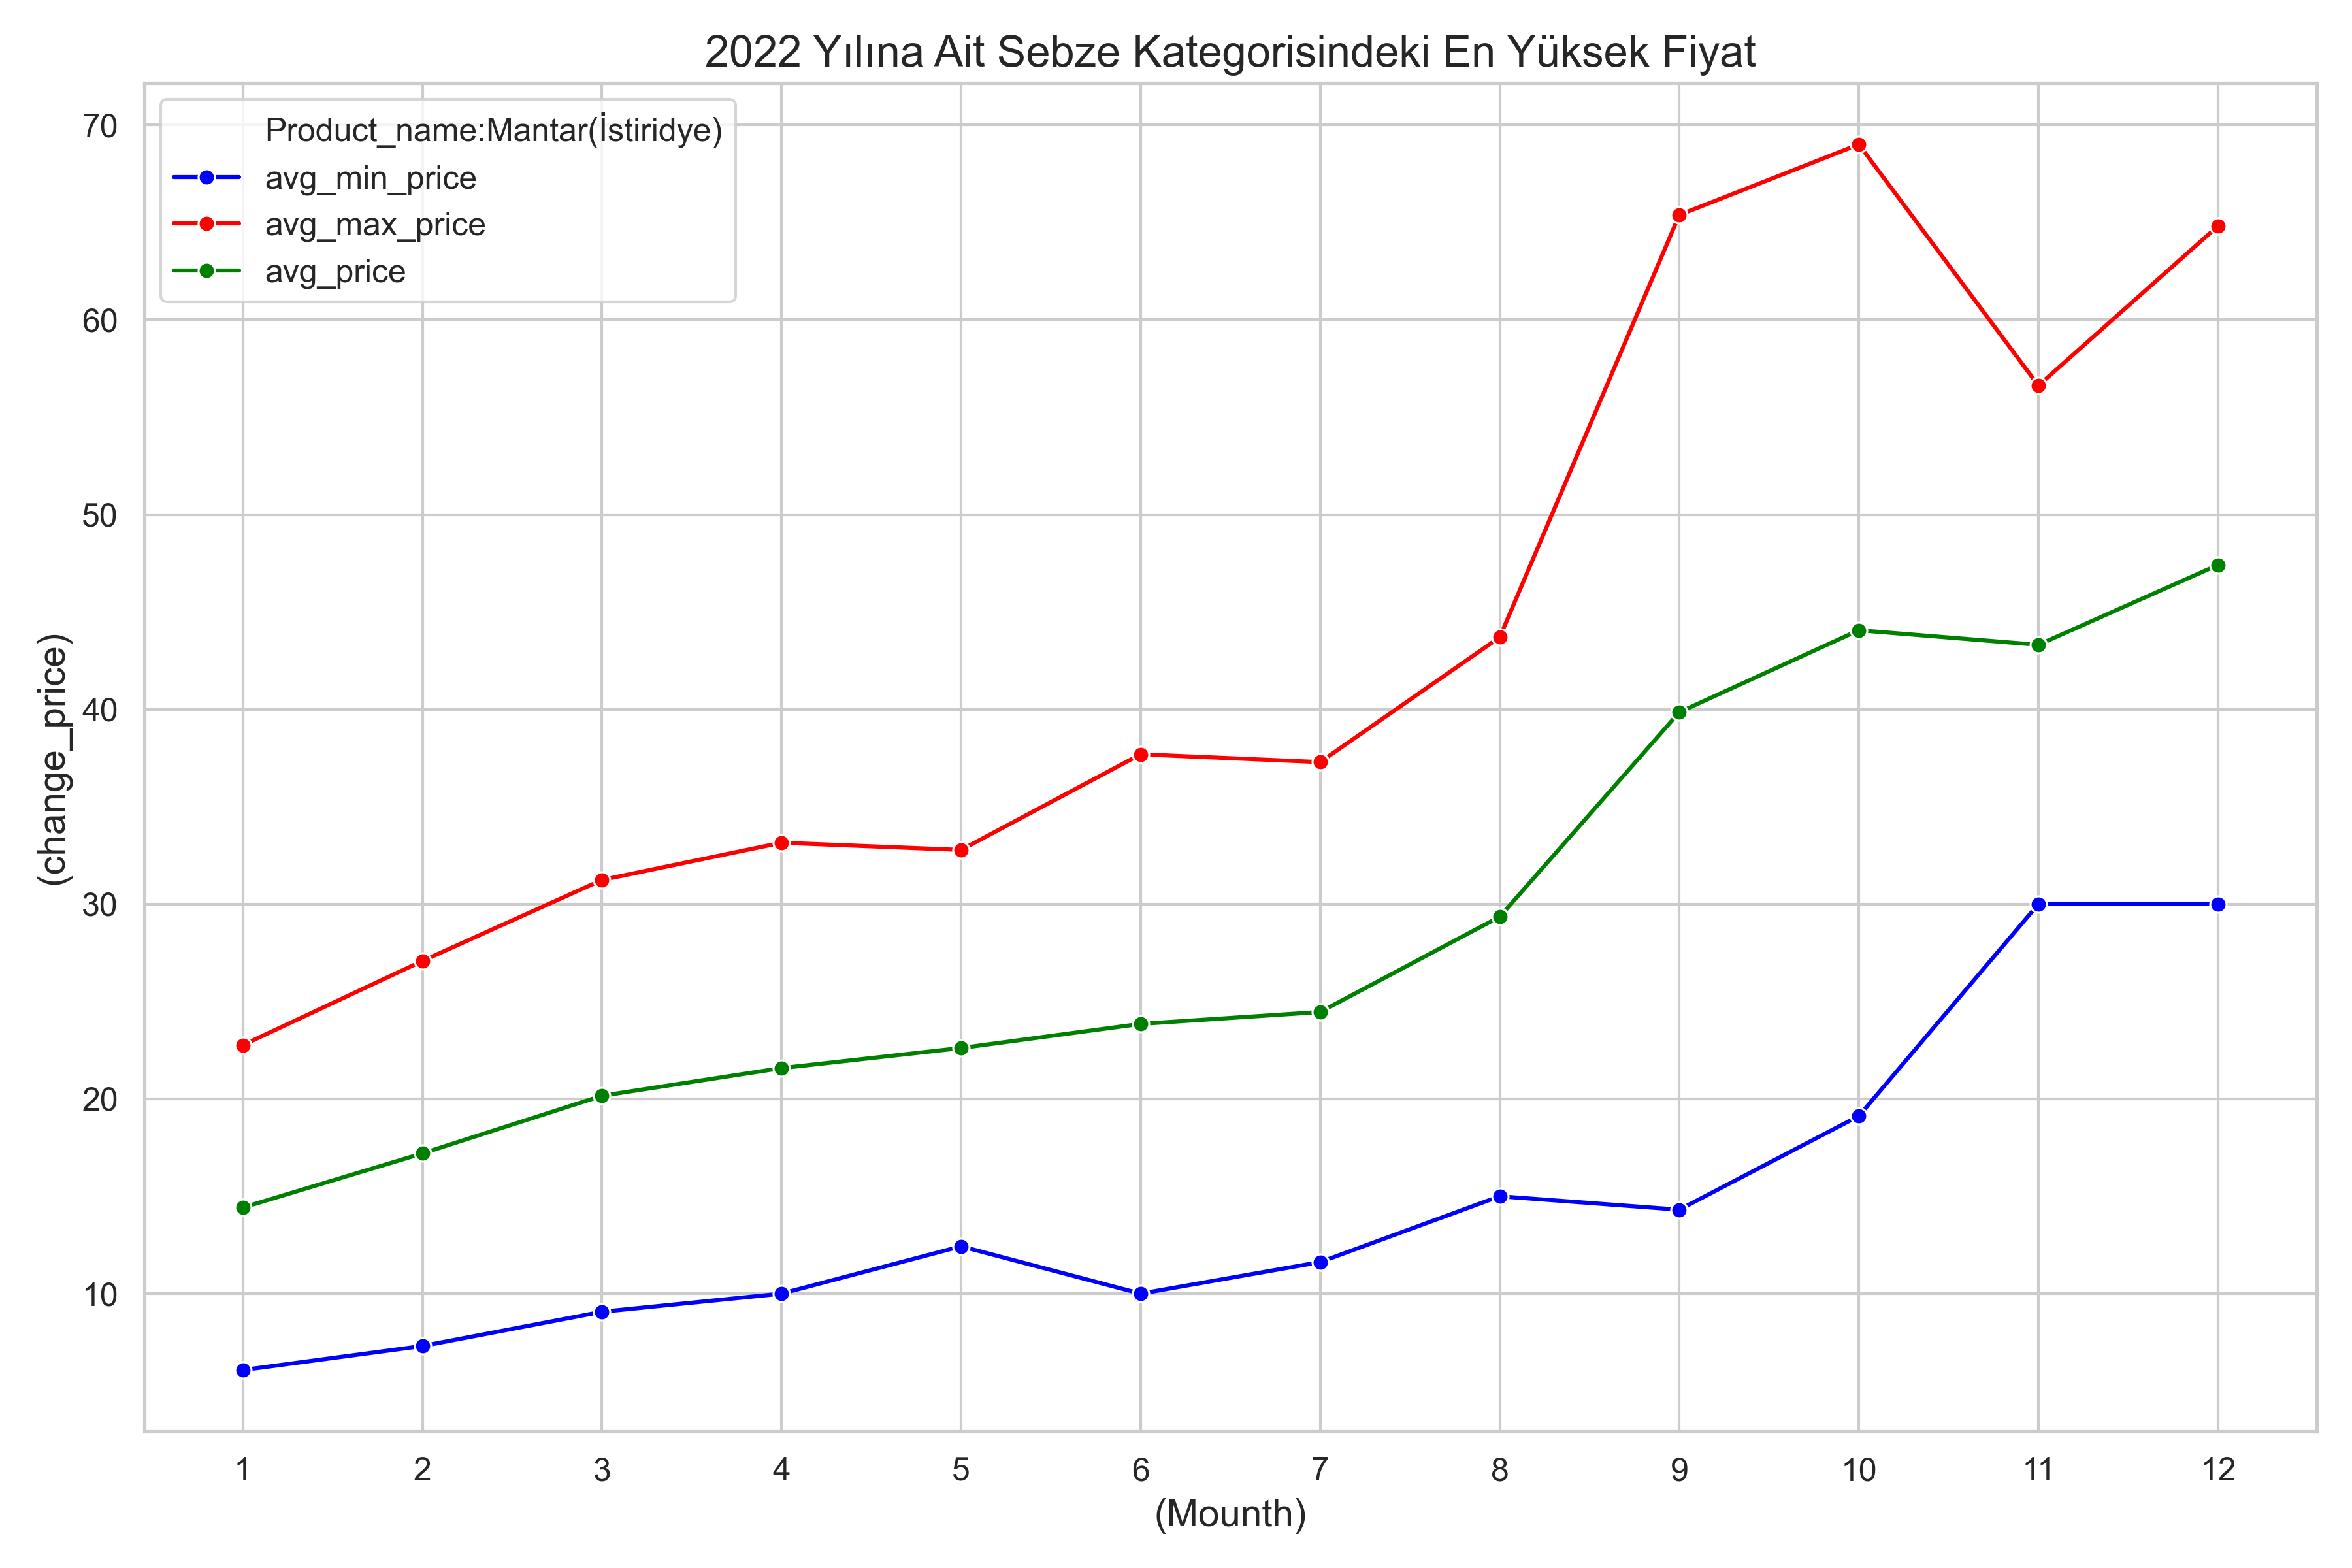 2022 Yılına Ait Sebze Kategorisindeki En Yüksek Fiyat
Product_name:Mantar(İstiridye)
avg_min_price
avg_max_price
avg_price
(change_price)
70
60
50
40
30
20
10
1 2 3 4 5 6 7 8 9 10 11 12
(Mounth)